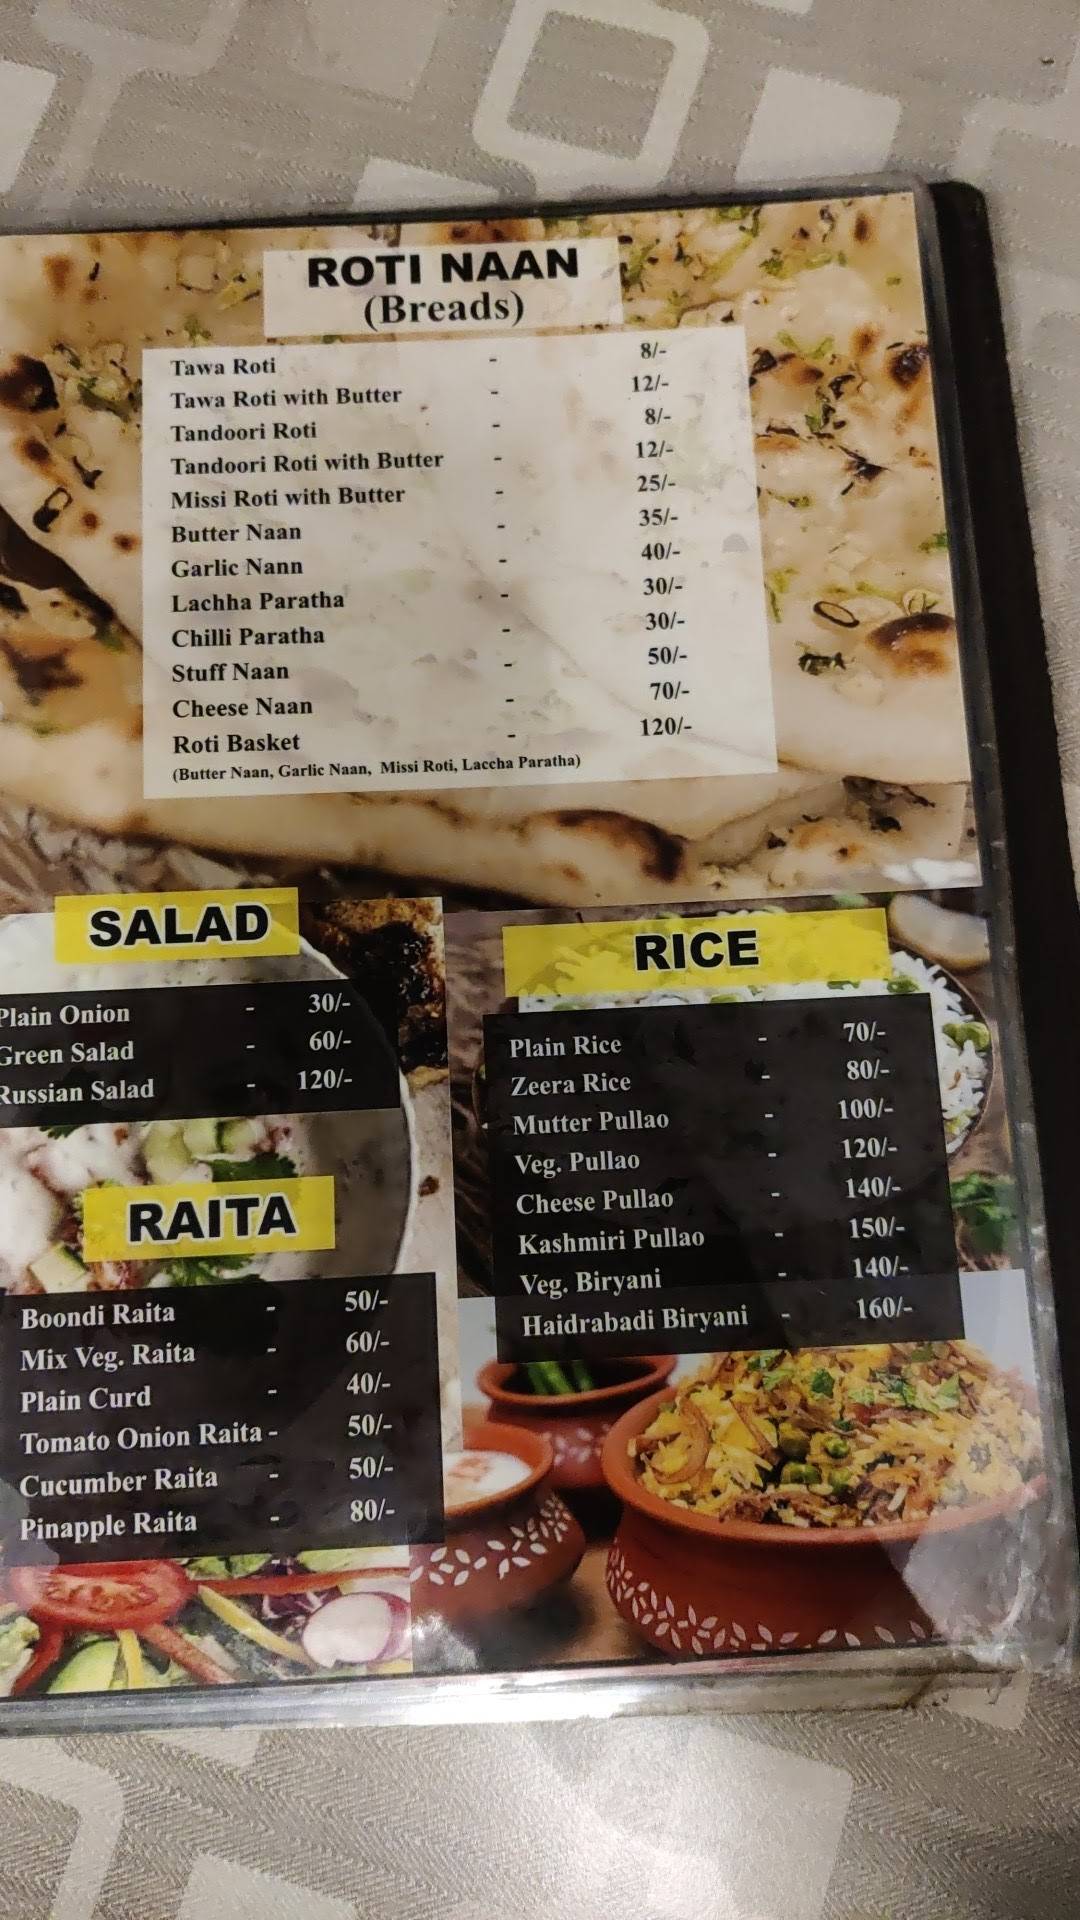 ROTI NAAN
(Breads)
Tawa Roti - 8/-
Tawa Roti with Butter - 12/-
Tandoori Roti - 8/-
Tandoori Roti with Butter - 12/-
Missi Roti with Butter - 25/-
Butter Naan - 35/-
Garlic Nann - 40/-
Lachha Paratha - 30/-
Chilli Paratha - 30/-
Stuff Naan - 50/-
Cheese Naan - 70/-
Roti Basket - 120/-
(Butter Naan, Garlic Naan, Missi Roti, Laccha Paratha)
SALAD
Plain Onion - 30/-
Green Salad - 60/-
Russian Salad - 120/-
RAITA
Boondi Raita - 50/-
Mix Veg. Raita - 60/-
Plain Curd - 40/-
Tomato Onion Raita - 50/-
Cucumber Raita - 50/-
Pinapple Raita - 80/-
RICE
Plain Rice - 70/-
Zeera Rice - 80/-
Mutter Pullao - 100/-
Veg. Pullao - 120/-
Cheese Pullao - 140/-
Kashmiri Pullao - 150/-
Veg. Biryani - 140/-
Haidrabadi Biryani - 160/-